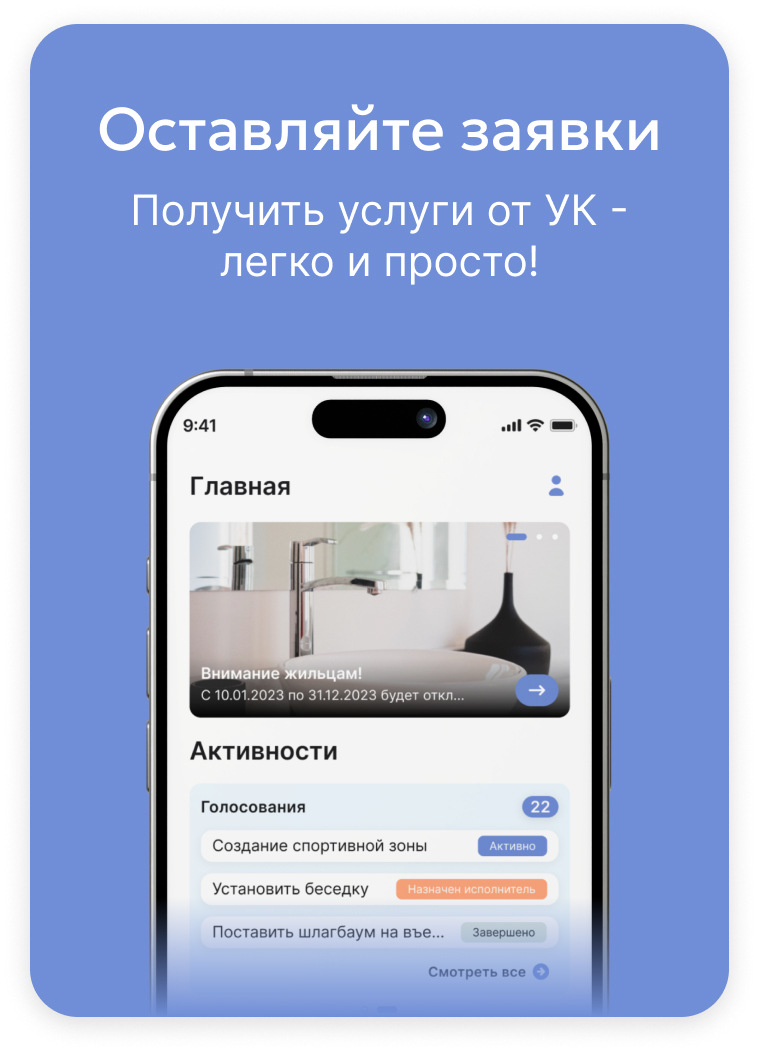 Оставляйте заявки
Получить услуги от УК -
легко и просто!
9:41
Главная
Внимание жильцам!
С 10.01.2023 по 31.12.2023 будет откл...
Активности
Голосования 22
Создание спортивной зоны Активно
Установить беседку Назначен исполнитель
Поставить шлагбаум на вье... Завершено
Смотреть все